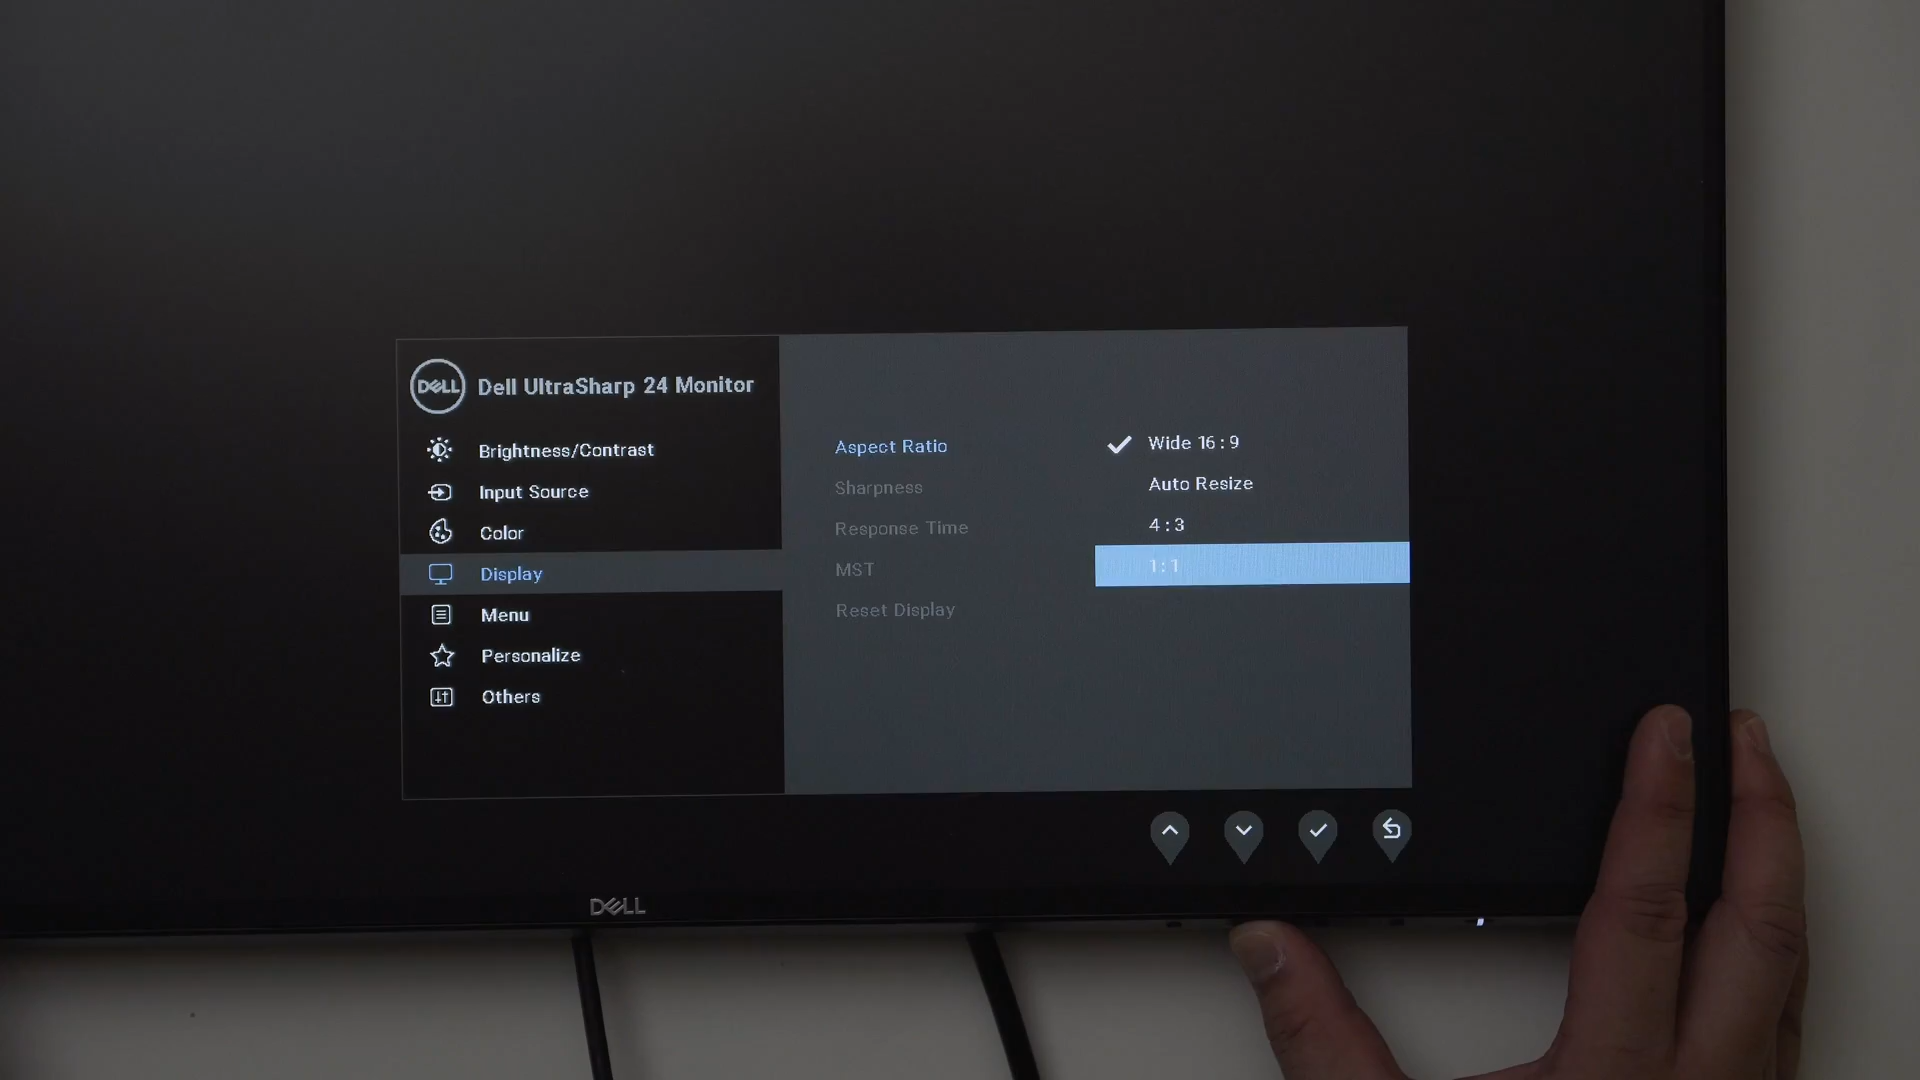 DELL Dell UltraSharp 24 Monitor
Brightness/Contrast
Input Source
Color
Display
Menu
Personalize
Others
Aspect Ratio
Sharpness
Response Time
MST
Reset Display
Wide 16:9
Auto Resize
4:3
1:1
DELL